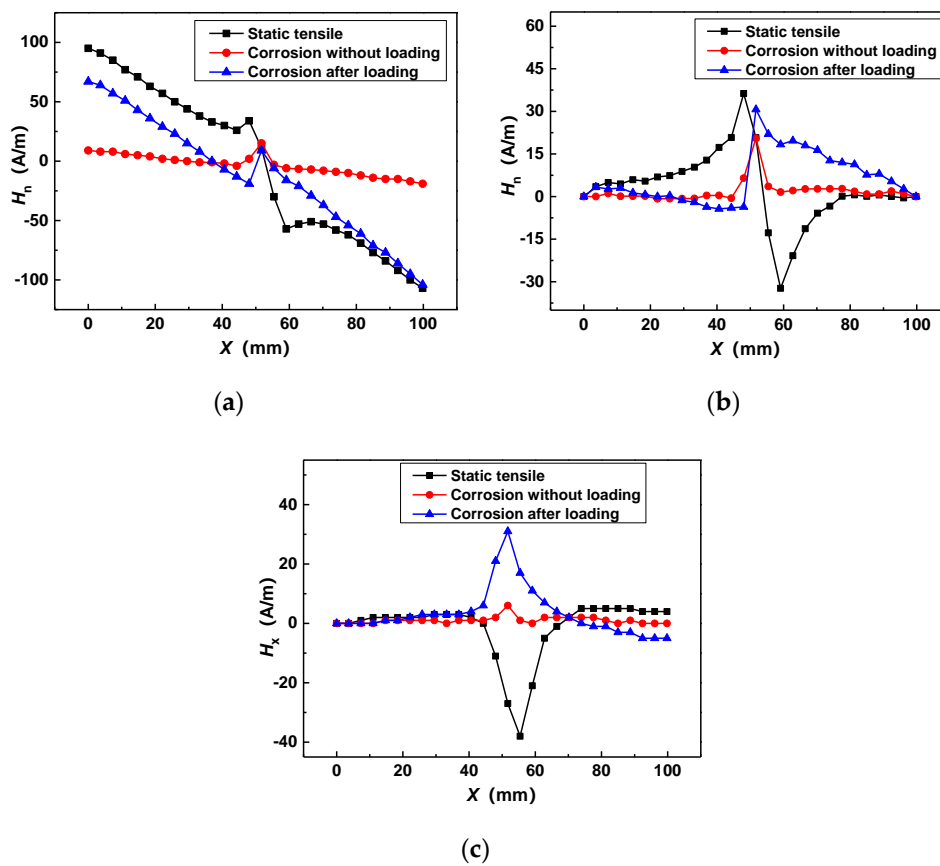 100
50
0
-50
-100
0 20 40 60 80 100
Hn (A/m)
X (mm)
Static tensile
Corrosion without loading
Corrosion after loading
(a)
60
45
30
15
0
-15
-30
0 20 40 60 80 100
Hn (A/m)
X (mm)
Static tensile
Corrosion without loading
Corrosion after loading
(b)
40
20
0
-20
-40
0 20 40 60 80 100
Hx (A/m)
X (mm)
Static tensile
Corrosion without loading
Corrosion after loading
(c)